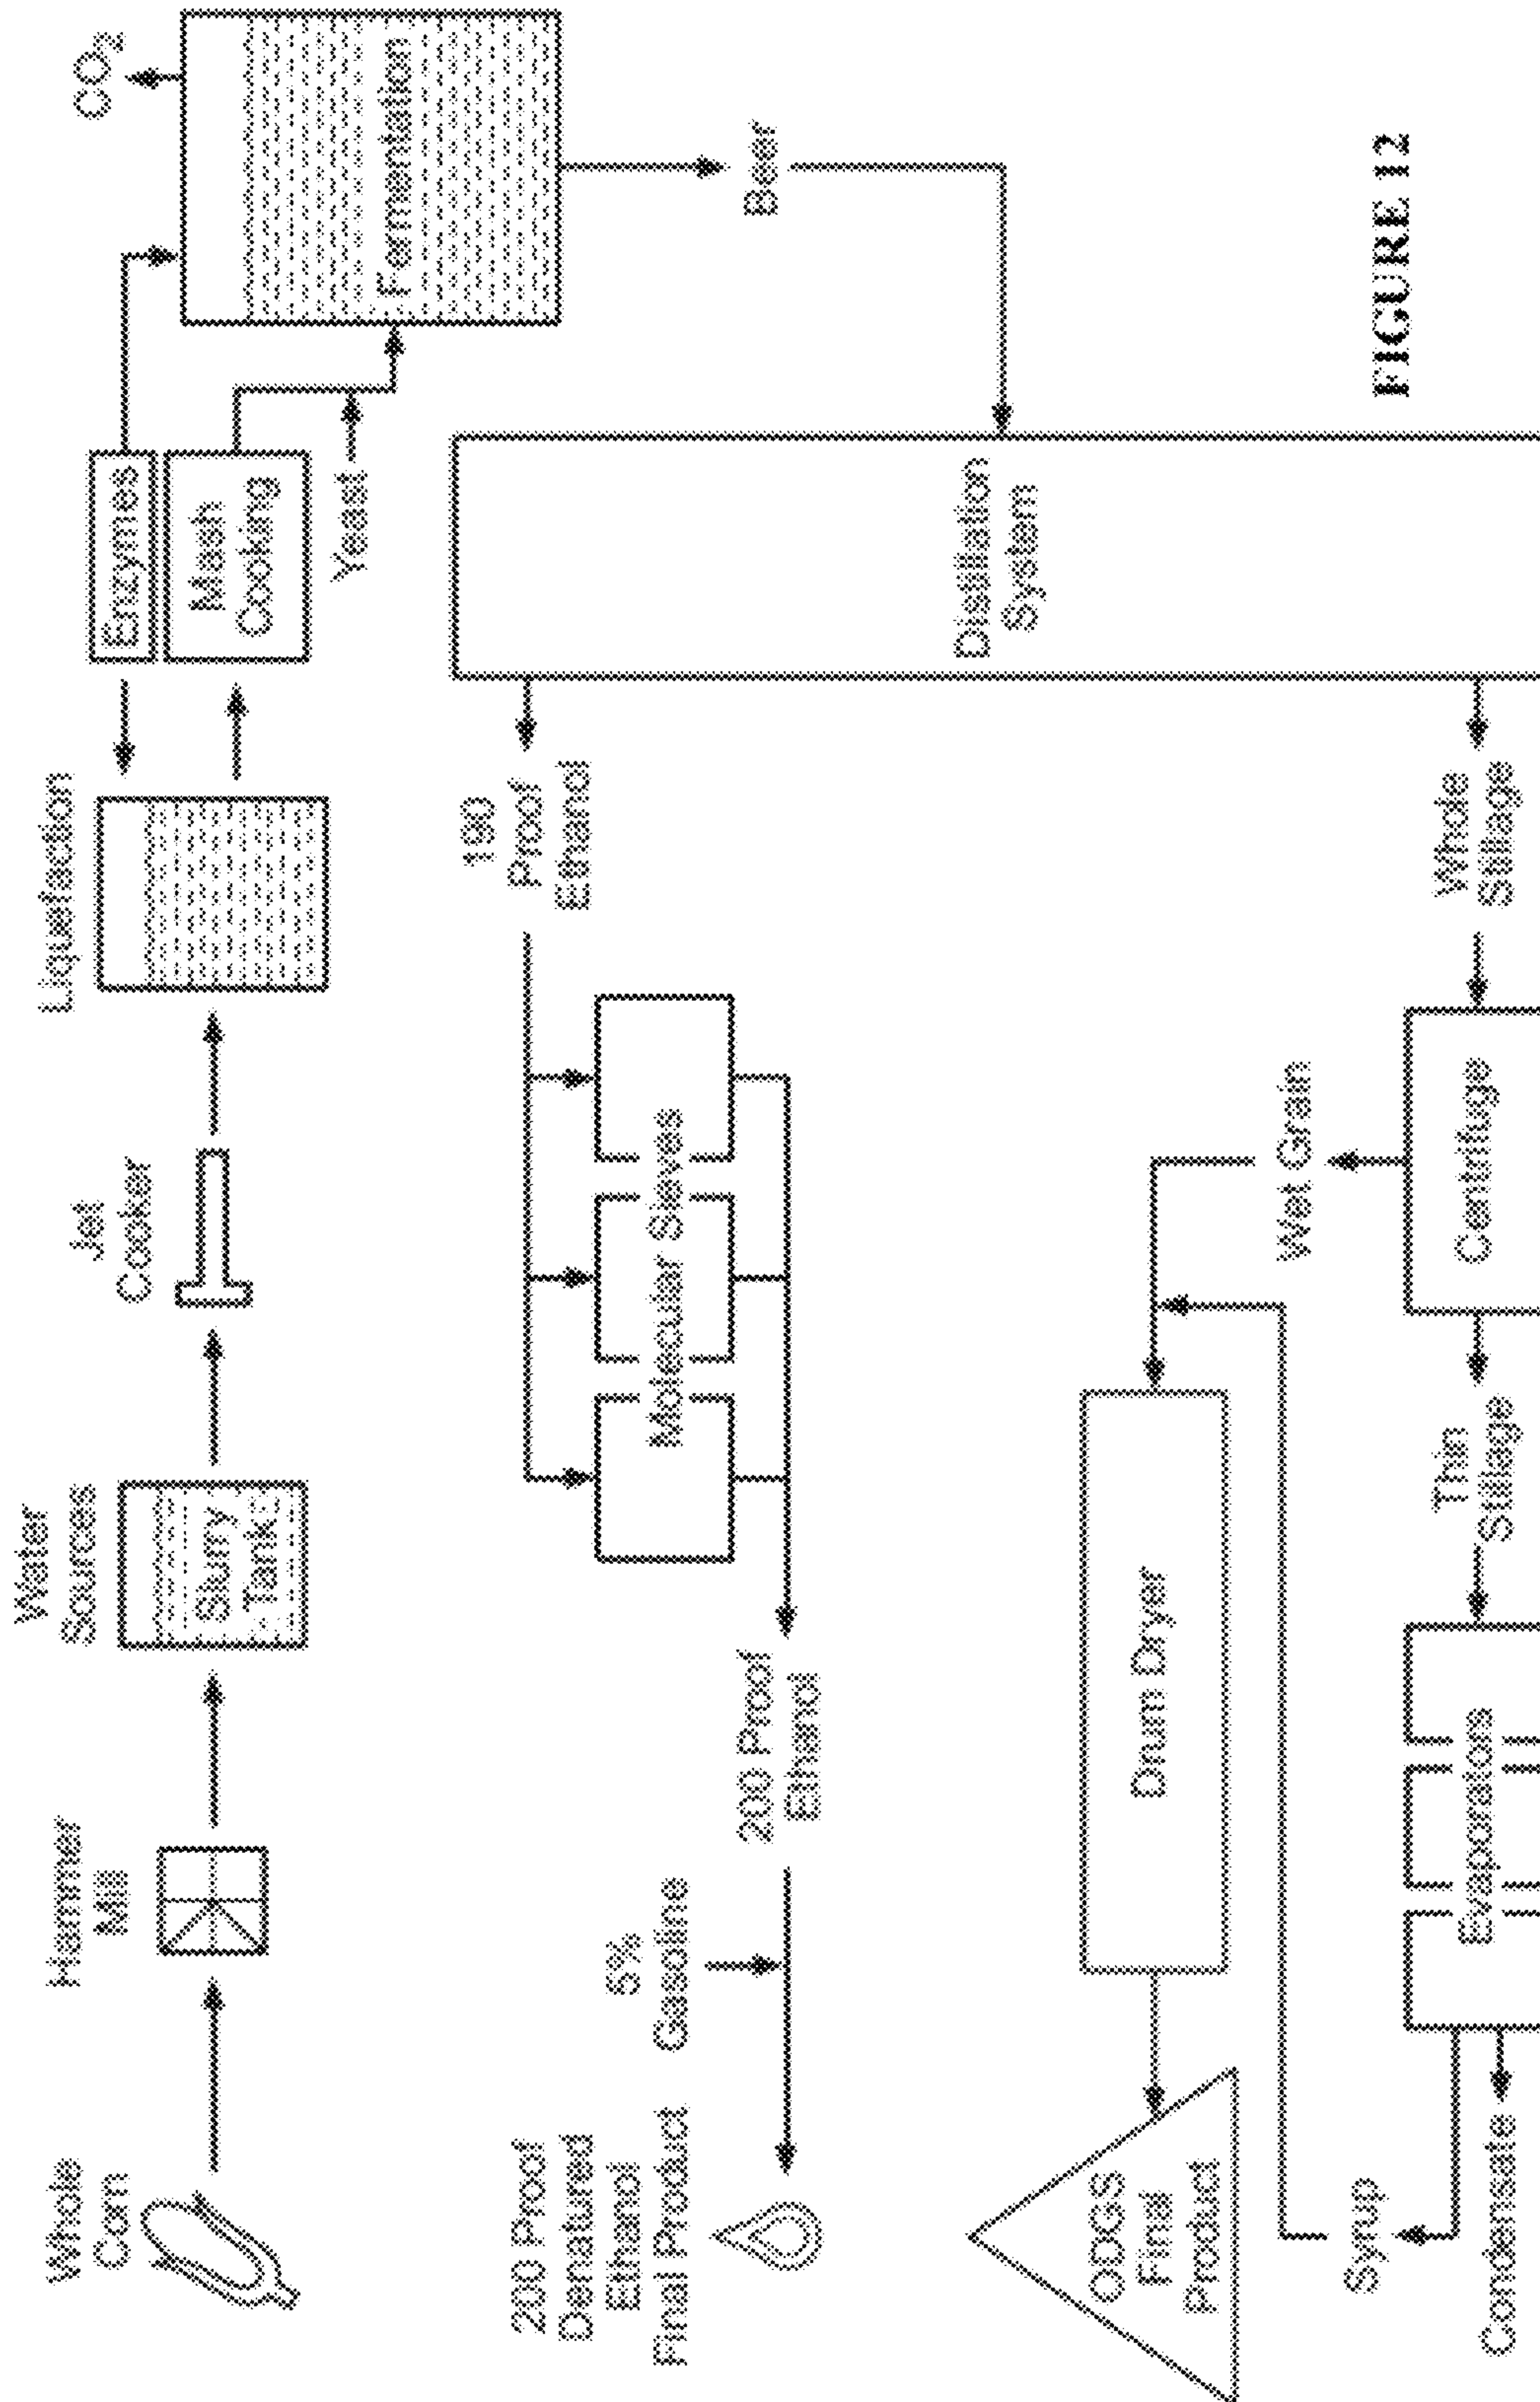 Whole
Corn
Hammer
Mill
Water
Sources
Slurry
Tank
Jet
Cooker
Liquefaction
Enzymes
Mash
Cooking
Yeast
CO2
Fermentation
Beer
200 Proof
Denatured
Ethanol
Final Product
5%
Gasoline
200 Proof
Ethanol
Molecular Sieves
190
Proof
Ethanol
Distillation
System
DDGS
Final
Product
Drum Dryer
Wet Grain
Syrup
Condensate
Evaporators
Thin
Stillage
Centrifuge
Whole
Stillage
FIGURE 12